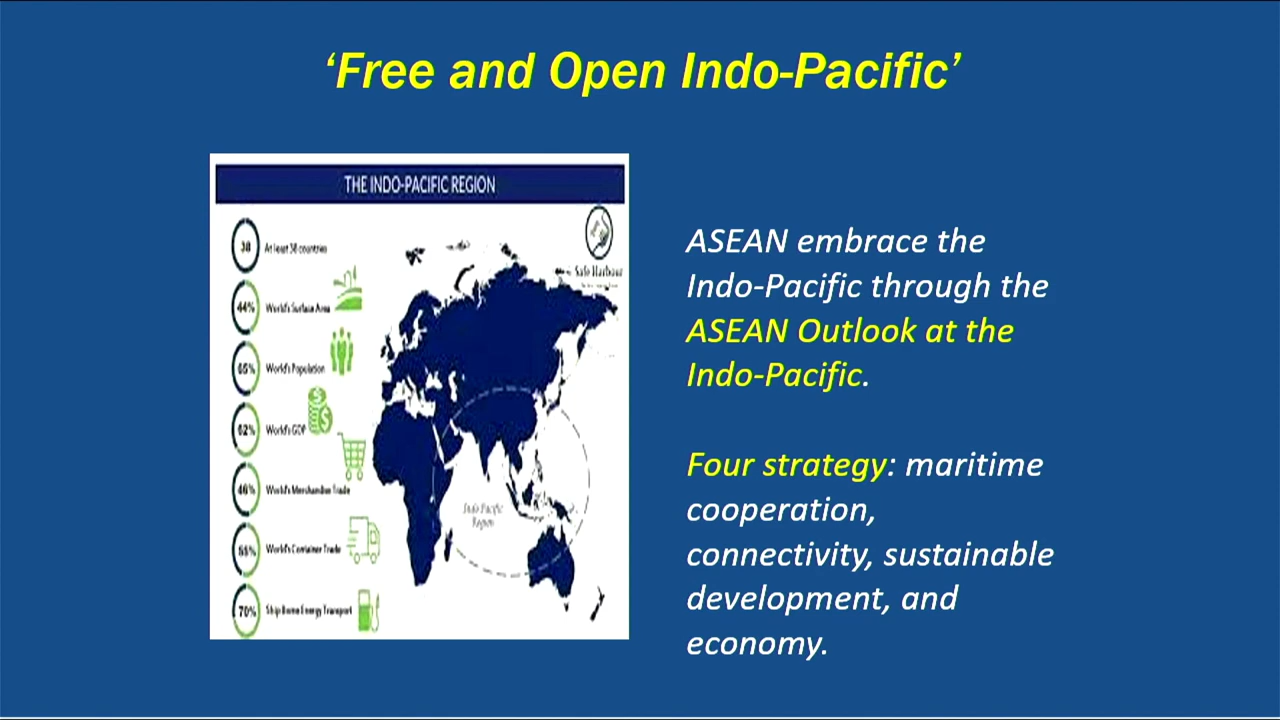 ‘Free and Open Indo-Pacific’
THE INDO-PACIFIC REGION
38
At least 38 countries
Safe Harbour
44%
World's Surface Area
65%
World's Population
62%
World's GDP
46%
World's Merchandise Trade
Indo Pacific
Region
55%
World's Container Trade
70%
Ship Borne Energy Transport
ASEAN embrace the
Indo-Pacific through the
ASEAN Outlook at the
Indo-Pacific.
Four strategy: maritime
cooperation,
connectivity, sustainable
development, and
economy.